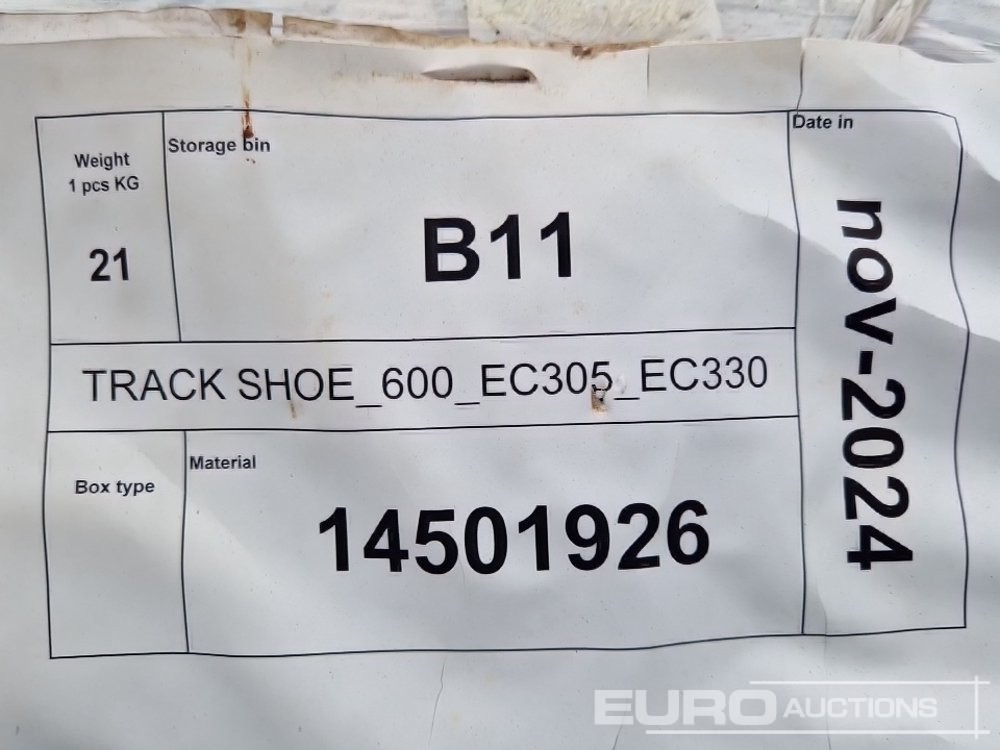 Weight
1 pcs KG
21
Storage bin
B11
Date in
nov-2024
TRACK SHOE_600_EC305_EC330
Box type
Material
14501926
EURO AUCTIONS